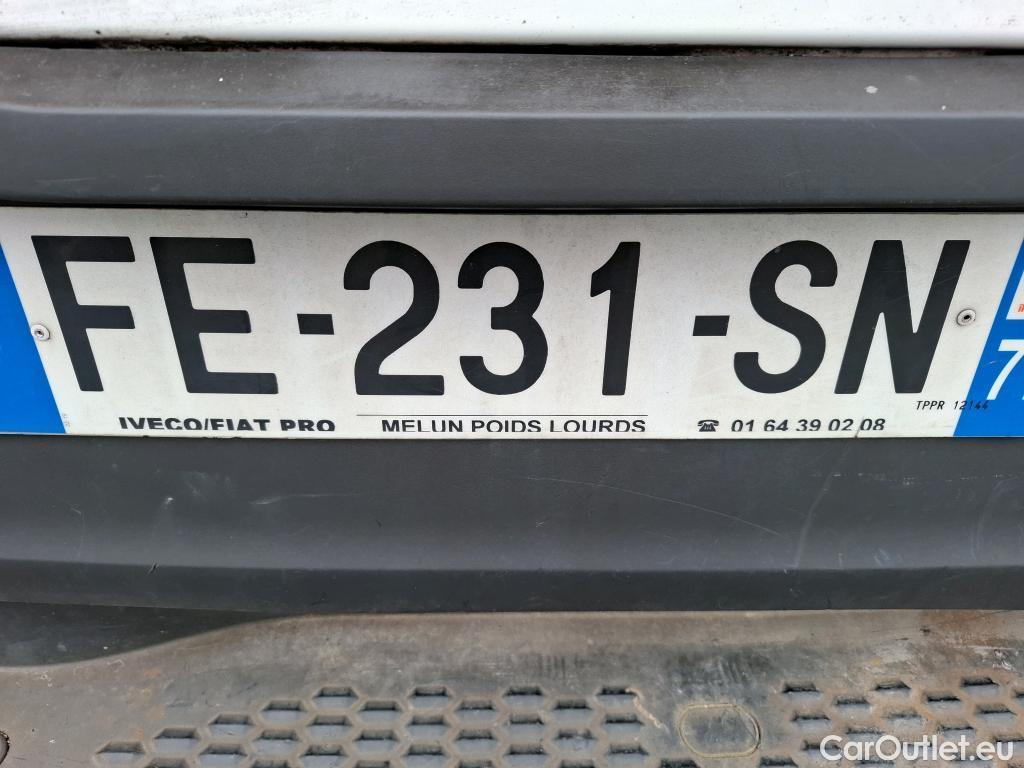 FE-231-SN
TPPR 12144
IVECO/FIAT PRO MELUN POIDS LOURDS ☎ 01 64 39 02 08
CarOutlet.eu